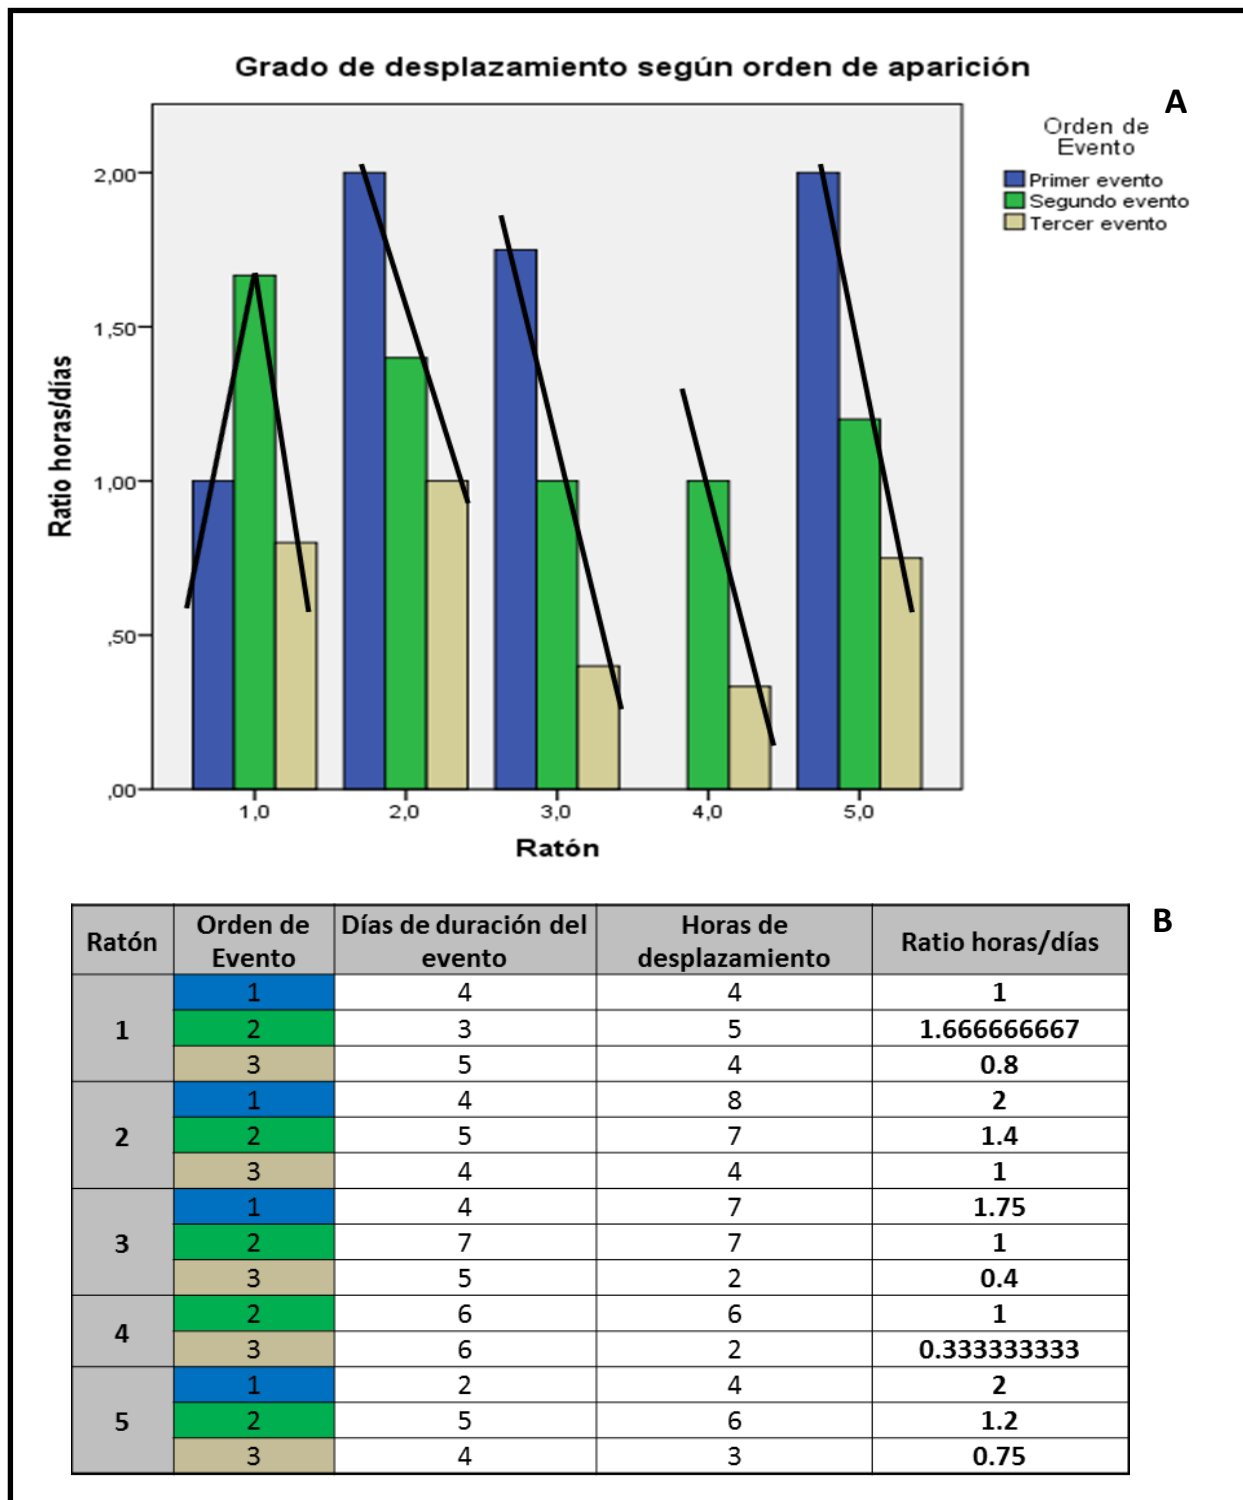 Grado de desplazamiento según orden de aparición
A
Orden de
Evento
Primer evento
Segundo evento
Tercer evento
Ratio horas/días
2,00
1,50
1,00
,50
,00
1,0 2,0 3,0 4,0 5,0
Ratón
B
Ratón Orden de Evento Días de duración del evento Horas de desplazamiento Ratio horas/días
1 1 4 4 1
2 3 5 1.666666667
3 5 4 0.8
2 1 4 8 2
2 5 7 1.4
3 4 4 1
3 1 4 7 1.75
2 7 7 1
3 5 2 0.4
4 2 6 6 1
3 6 2 0.333333333
5 1 2 4 2
2 5 6 1.2
3 4 3 0.75